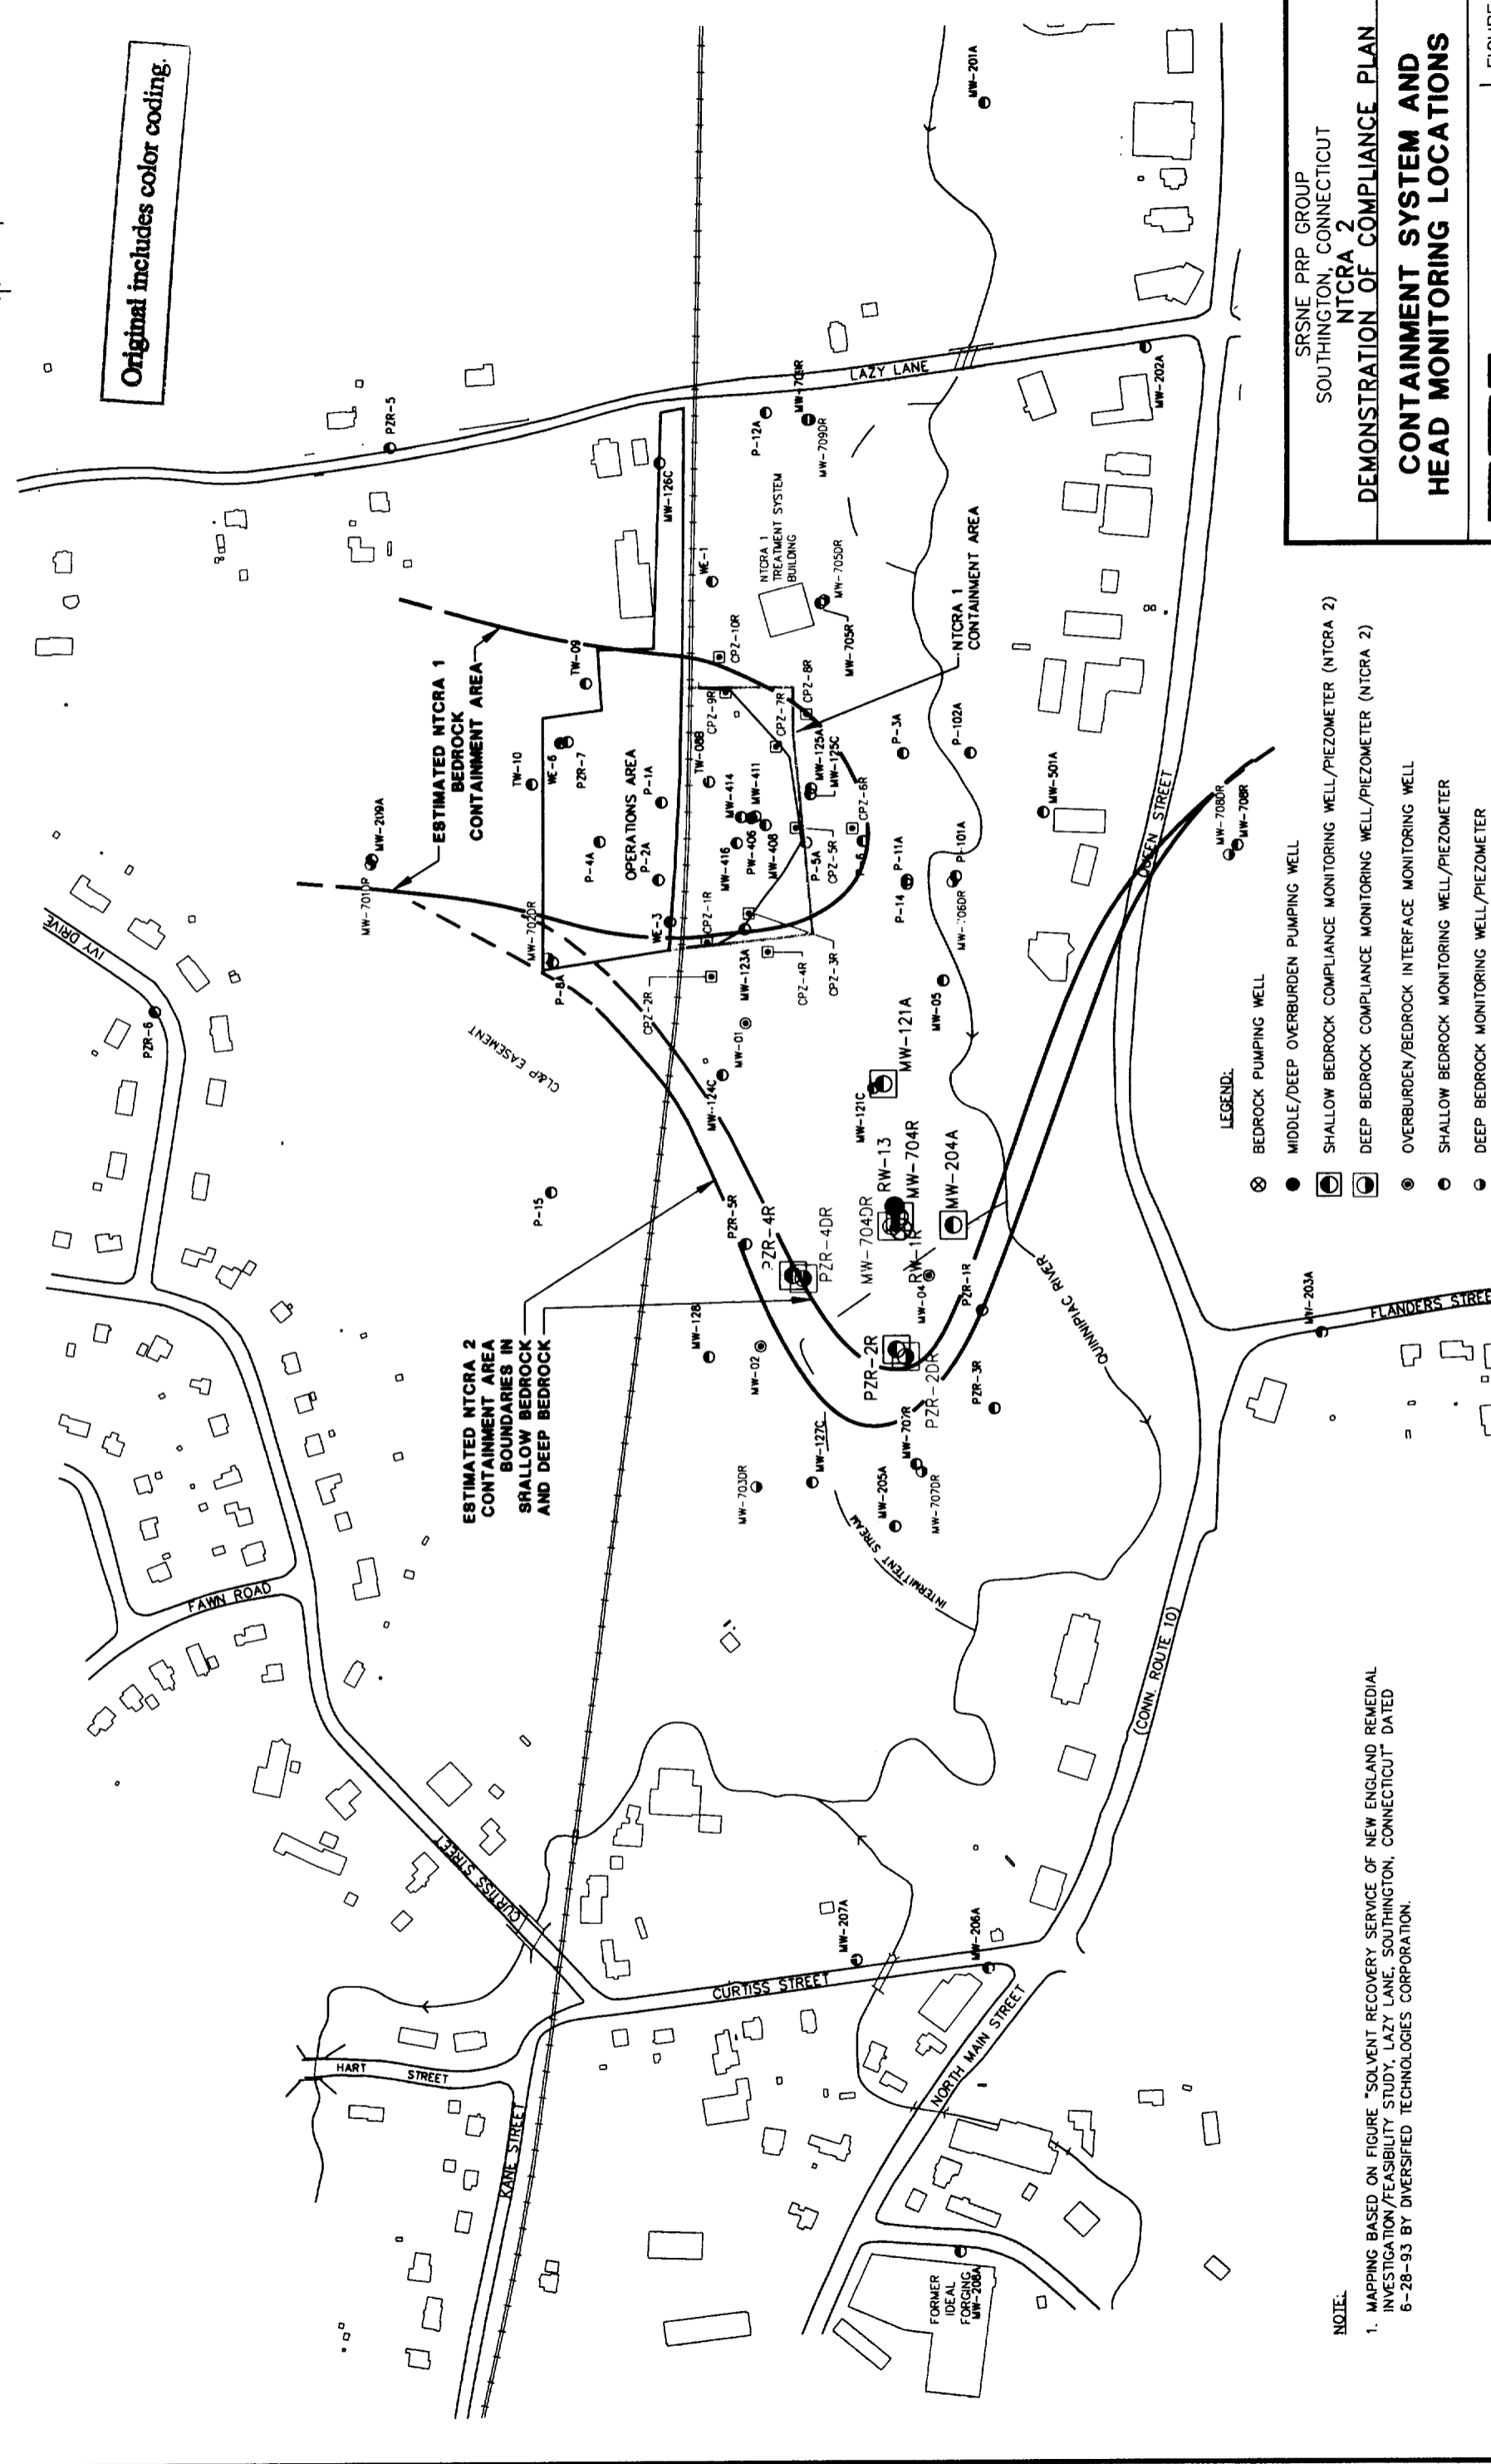 Original includes color coding.
SRSNE PRP GROUP
SOUTHINGTON, CONNECTICUT
NTCRA 2
DEMONSTRATION OF COMPLIANCE PLAN
CONTAINMENT SYSTEM AND
HEAD MONITORING LOCATIONS
FIGURE
LEGEND:
BEDROCK PUMPING WELL
MIDDLE/DEEP OVERBURDEN PUMPING WELL
SHALLOW BEDROCK COMPLIANCE MONITORING WELL/PIEZOMETER (NTCRA 2)
DEEP BEDROCK COMPLIANCE MONITORING WELL/PIEZOMETER (NTCRA 2)
OVERBURDEN/BEDROCK INTERFACE MONITORING WELL
SHALLOW BEDROCK MONITORING WELL/PIEZOMETER
DEEP BEDROCK MONITORING WELL/PIEZOMETER
NOTE:
1. MAPPING BASED ON FIGURE "SOLVENT RECOVERY SERVICE OF NEW ENGLAND REMEDIAL
INVESTIGATION/FEASIBILITY STUDY, LAZY LANE, SOUTHINGTON, CONNECTICUT" DATED
6-28-93 BY DIVERSIFIED TECHNOLOGIES CORPORATION.
ESTIMATED NTCRA 1
BEDROCK
CONTAINMENT AREA
ESTIMATED NTCRA 2
CONTAINMENT AREA
BOUNDARIES IN
SHALLOW BEDROCK
AND DEEP BEDROCK
NTCRA 1
CONTAINMENT AREA
NTCRA 1
TREATMENT SYSTEM
BUILDING
OPERATIONS AREA
CL&P EASEMENT
IVY DRIVE
FAWN ROAD
CURTISS STREET
CURTISS STREET
HART
STREET
KANE STREET
NORTH MAIN STREET
(CONN. ROUTE 10)
QUEEN STREET
LAZY LANE
QUINNIPIAC RIVER
INTERMITTENT STREAM
FORMER
IDEAL
FORGING
MW-208A
MW-206A
MW-207A
MW-203A
MW-202A
MW-201A
PZR-5
PZR-6
MW-209A
MW-701DR
MW-702DR
P-8A
TW-10
WE-6
PZR-7
TW-09
P-4A
P-2A
P-1A
WE-3
MW-126C
WE-1
P-12A
MW-709R
MW-709DR
MW-705DR
MW-705R
CPZ-10R
CPZ-9R
CPZ-8R
CPZ-7R
CPZ-6R
CPZ-5R
CPZ-4R
CPZ-3R
CPZ-2R
CPZ-1R
TW-08B
MW-414
MW-411
MW-416
PW-406
MW-408
MW-125A
MW-125C
P-5A
P-6
P-3A
P-102A
P-11A
P-14
P-101A
MW-501A
MW-708DR
MW-708R
MW-123A
MW-01
MW-124C
MW-05
MW-121A
MW-121C
RW-13
MW-704R
MW-704DR
MW-204A
RW-1R
MW-04
PZR-1R
PZR-2R
PZR-2DR
PZR-3R
PZR-4R
PZR-4DR
PZR-5R
P-15
MW-128
MW-02
MW-127C
MW-703DR
MW-707R
MW-707DR
MW-205A